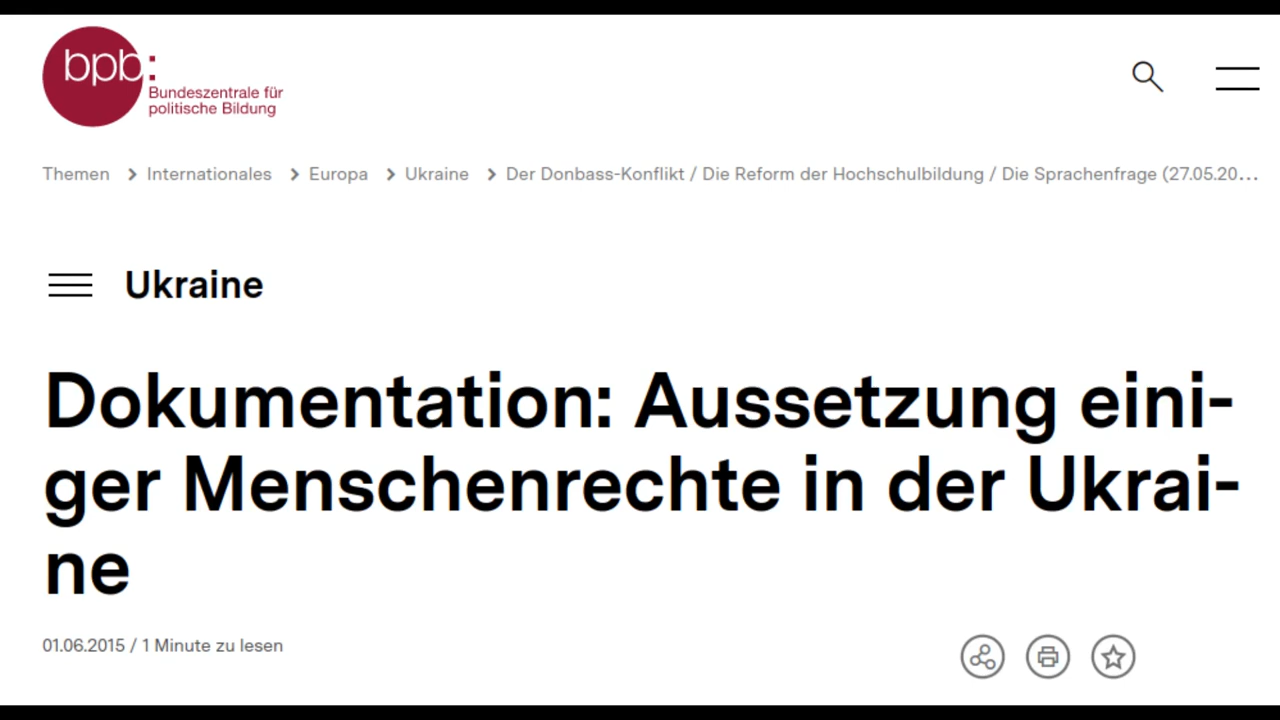 bpb:
Bundeszentrale für
politische Bildung
Themen > Internationales > Europa > Ukraine > Der Donbass-Konflikt / Die Reform der Hochschulbildung / Die Sprachenfrage (27.05.20...
Ukraine
Dokumentation: Aussetzung eini-
ger Menschenrechte in der Ukrai-
ne
01.06.2015 / 1 Minute zu lesen